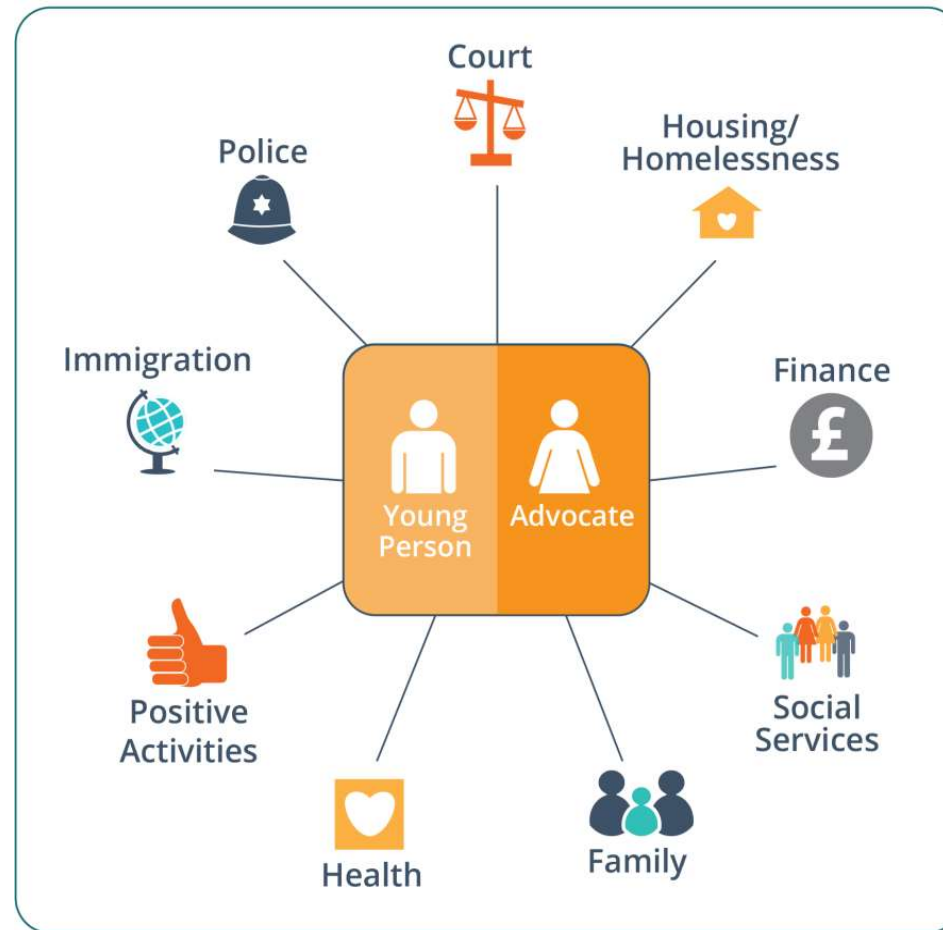 Court
Housing/
Homelessness
Police
Immigration
Finance
£
Young
Person
Advocate
Positive
Activities
Social
Services
Health
Family